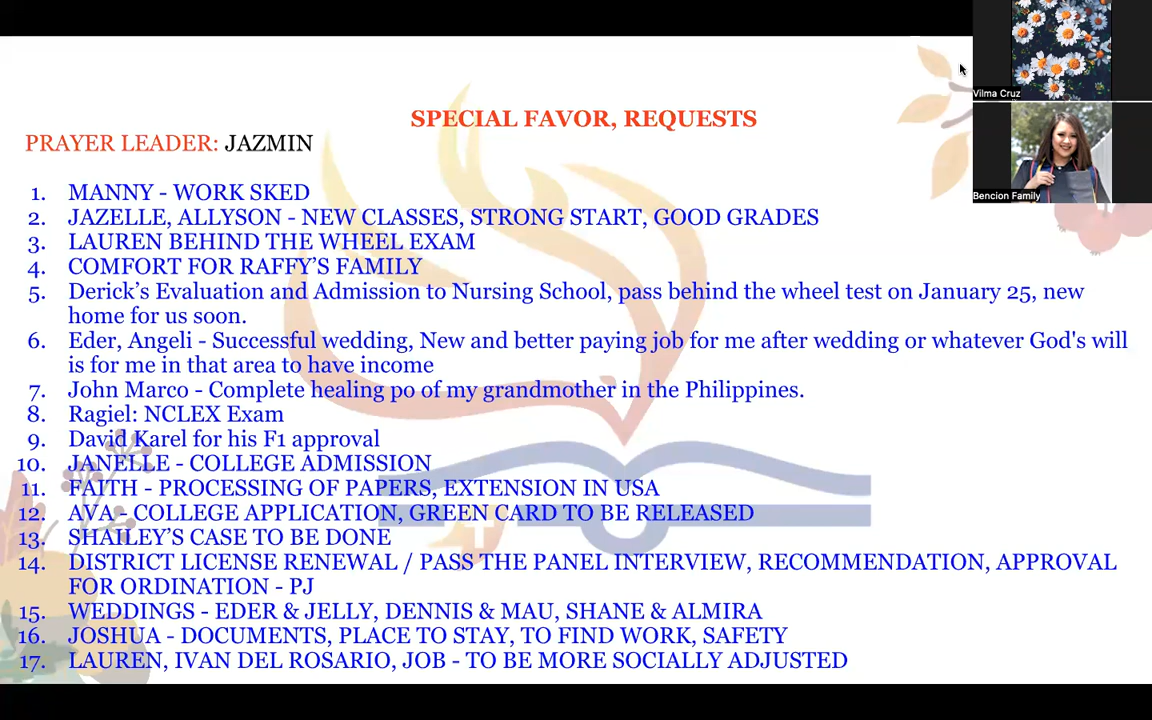 Vilma Cruz
SPECIAL FAVOR, REQUESTS
PRAYER LEADER: JAZMIN
Bencion Family
1. MANNY - WORK SKED
2. JAZELLE, ALLYSON - NEW CLASSES, STRONG START, GOOD GRADES
3. LAUREN BEHIND THE WHEEL EXAM
4. COMFORT FOR RAFFY’S FAMILY
5. Derick’s Evaluation and Admission to Nursing School, pass behind the wheel test on January 25, new
home for us soon.
6. Eder, Angeli - Successful wedding, New and better paying job for me after wedding or whatever God's will
is for me in that area to have income
7. John Marco - Complete healing po of my grandmother in the Philippines.
8. Ragiel: NCLEX Exam
9. David Karel for his F1 approval
10. JANELLE - COLLEGE ADMISSION
11. FAITH - PROCESSING OF PAPERS, EXTENSION IN USA
12. AVA - COLLEGE APPLICATION, GREEN CARD TO BE RELEASED
13. SHAILEY’S CASE TO BE DONE
14. DISTRICT LICENSE RENEWAL / PASS THE PANEL INTERVIEW, RECOMMENDATION, APPROVAL
FOR ORDINATION - PJ
15. WEDDINGS - EDER & JELLY, DENNIS & MAU, SHANE & ALMIRA
16. JOSHUA - DOCUMENTS, PLACE TO STAY, TO FIND WORK, SAFETY
17. LAUREN, IVAN DEL ROSARIO, JOB - TO BE MORE SOCIALLY ADJUSTED